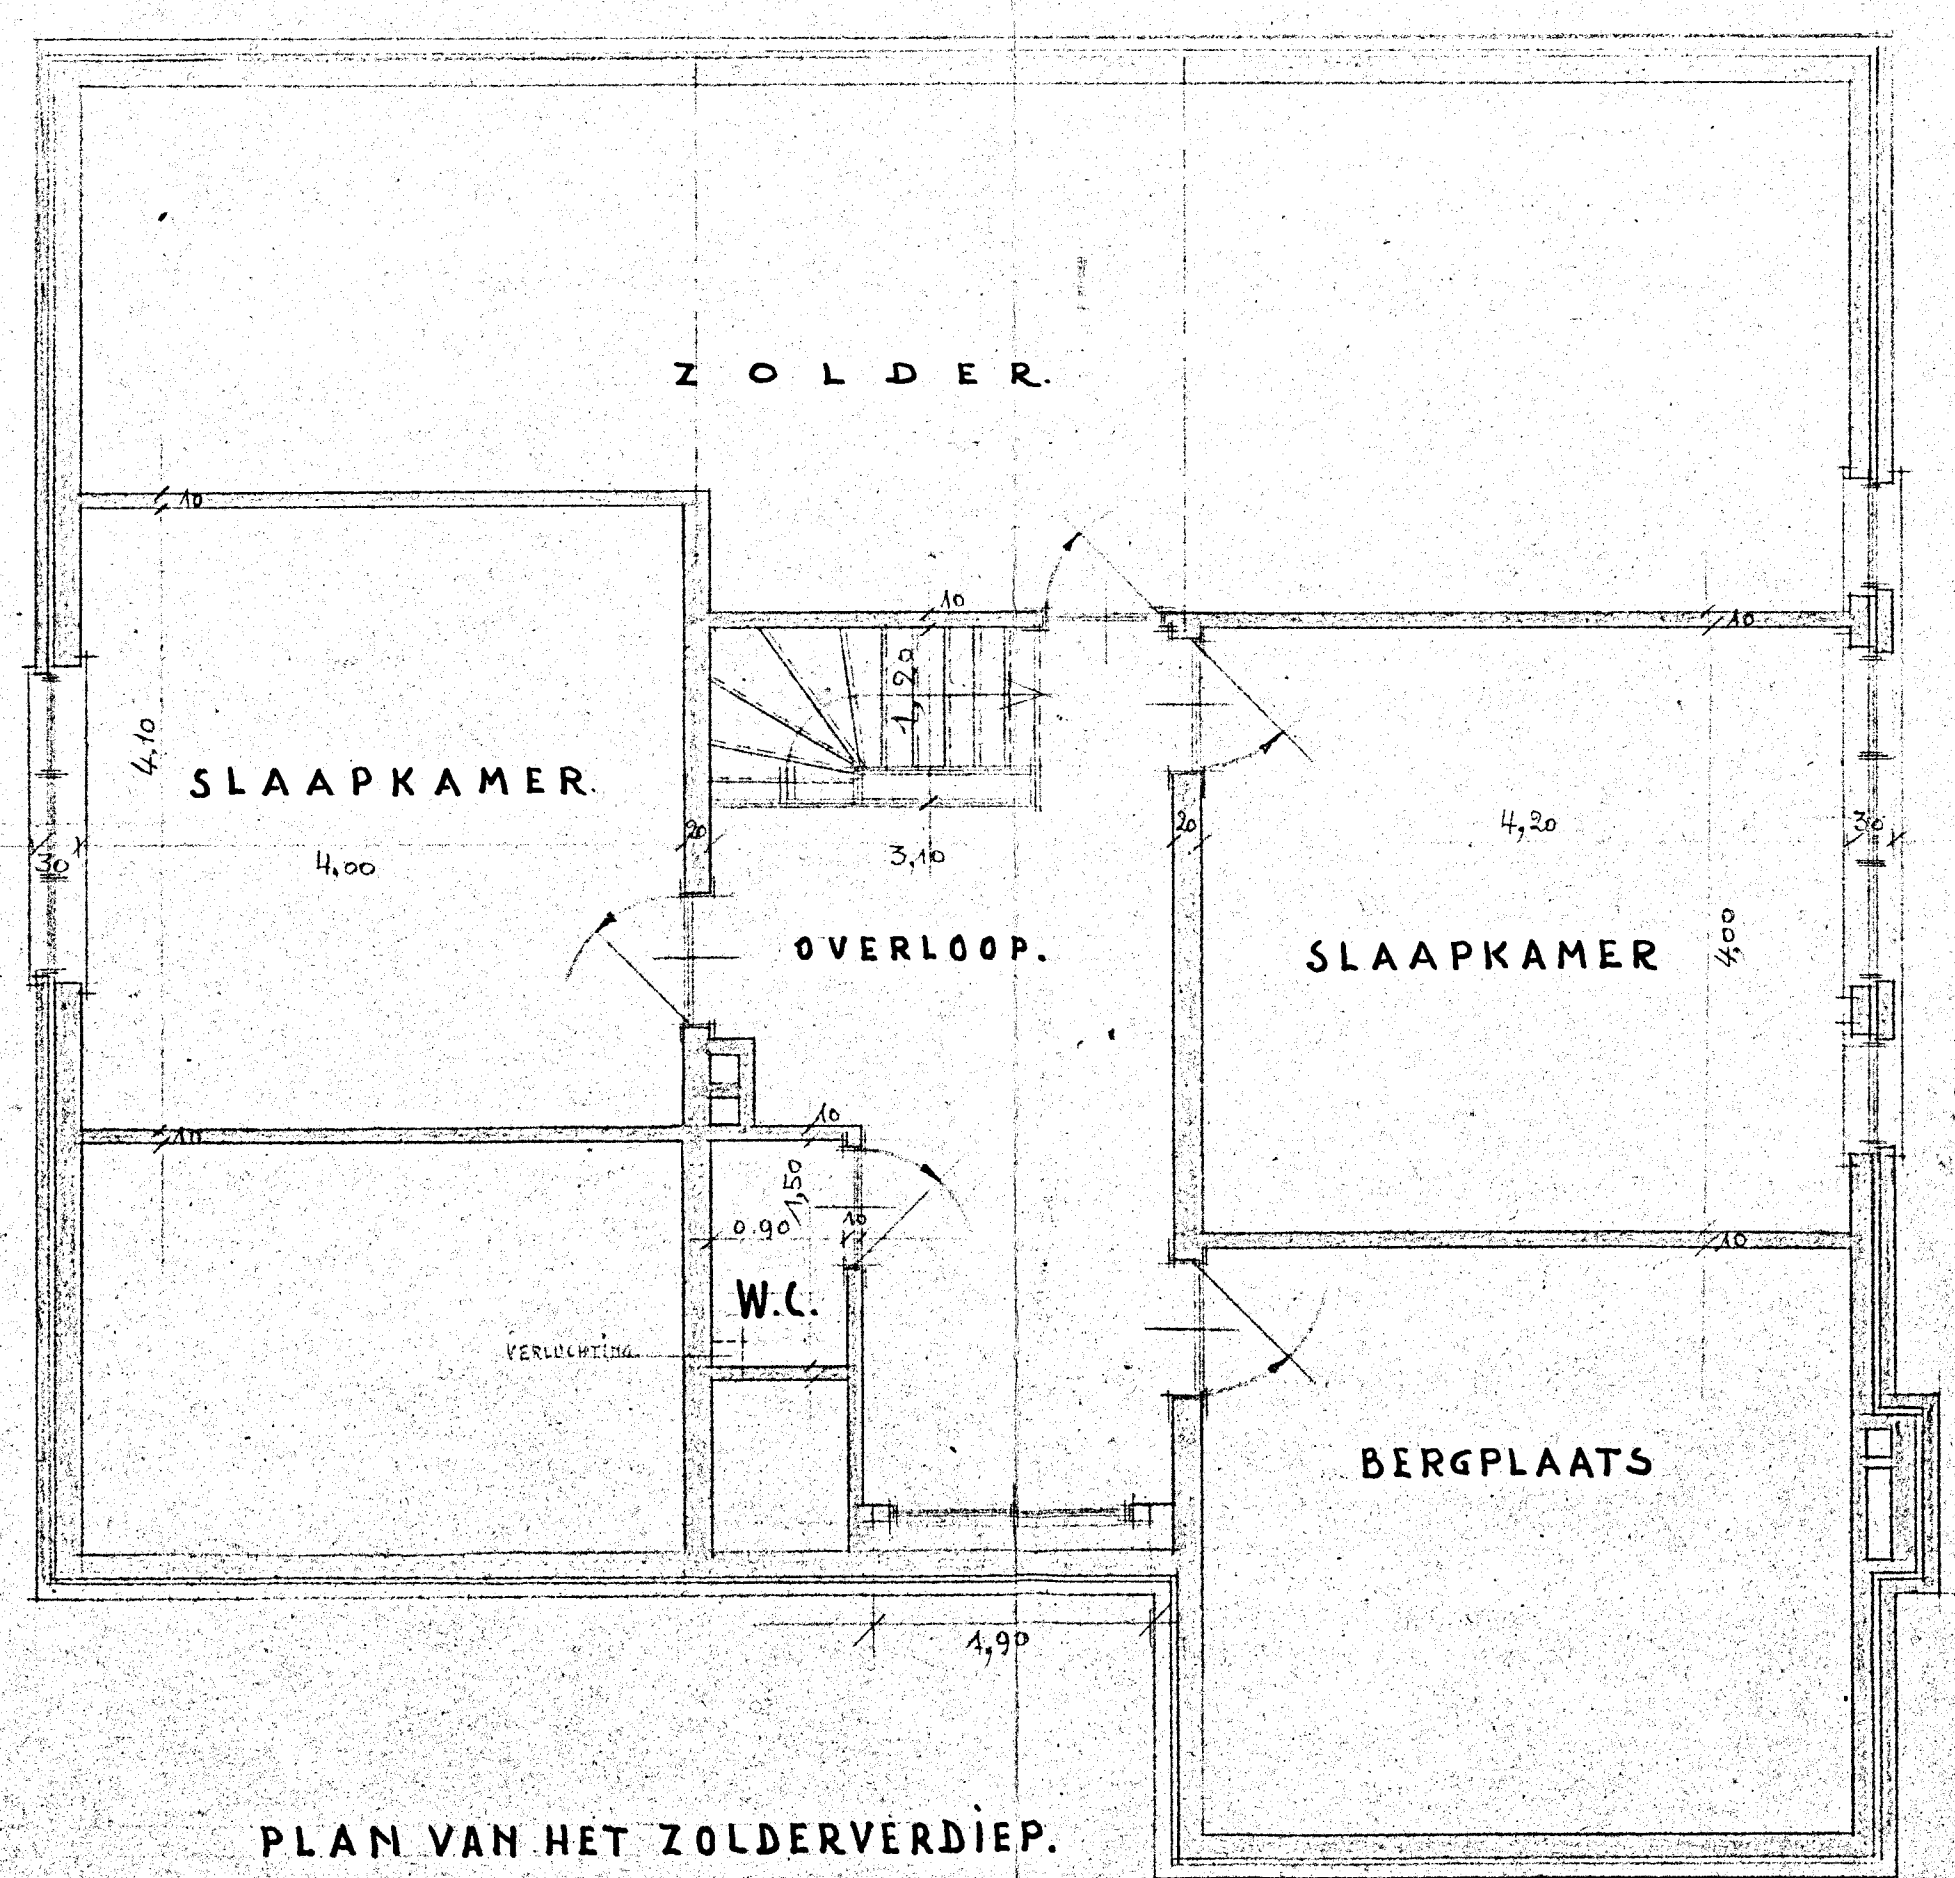 Z O L D E R.
10
10
10
1,20
4,10
SLAAPKAMER.
20
20
4,20
30
30
4,00
3,10
OVERLOOP.
SLAAPKAMER
4,00
10
10
1,50
0.90
10
10
W.C.
VERLUCHTING
BERGPLAATS
1,90
PLAN VAN HET ZOLDERVERDIEP.